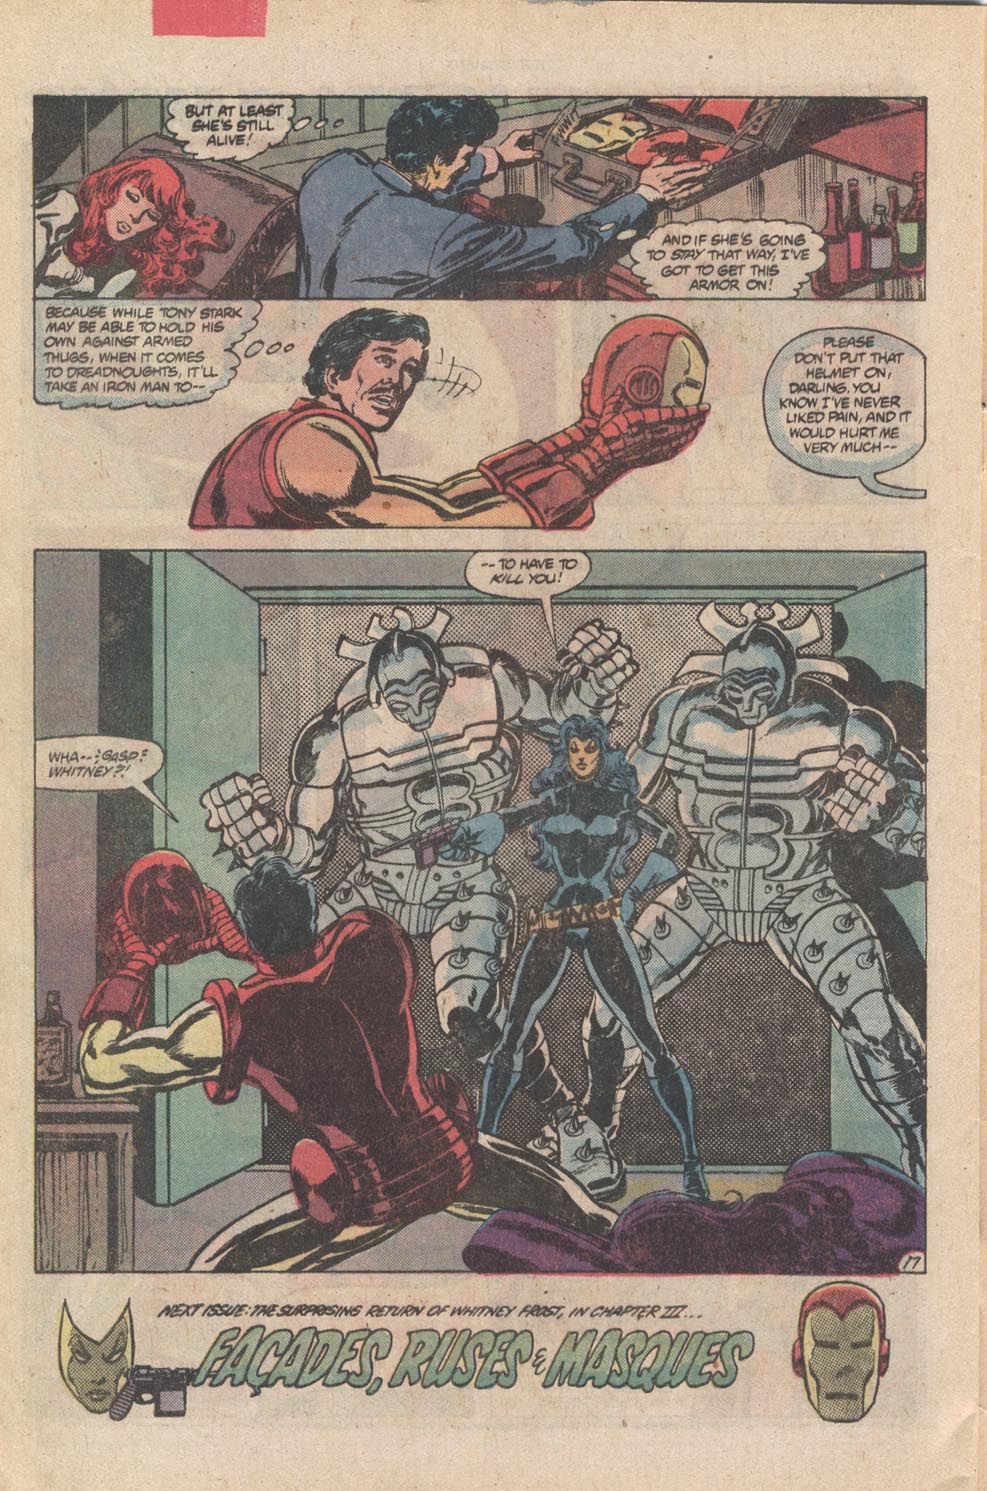 BUT AT LEAST
SHE'S STILL
ALIVE!
AND IF SHE'S GOING
TO STAY THAT WAY, I'VE
GOT TO GET THIS
ARMOR ON!
BECAUSE WHILE TONY STARK
MAY BE ABLE TO HOLD HIS
OWN AGAINST ARMED
THUGS, WHEN IT COMES
TO DREADNOUGHTS, IT'LL
TAKE AN IRON MAN TO--
PLEASE
DON'T PUT THAT
HELMET ON,
DARLING. YOU
KNOW I'VE NEVER
LIKED PAIN, AND IT
WOULD HURT ME
VERY MUCH--
--TO HAVE TO
KILL YOU!
WHA--:GASP:
WHITNEY?!
17
NEXT ISSUE: THE SURPRISING RETURN OF WHITNEY FROST, IN CHAPTER III...
FAÇADES, RUSES & MASQUES